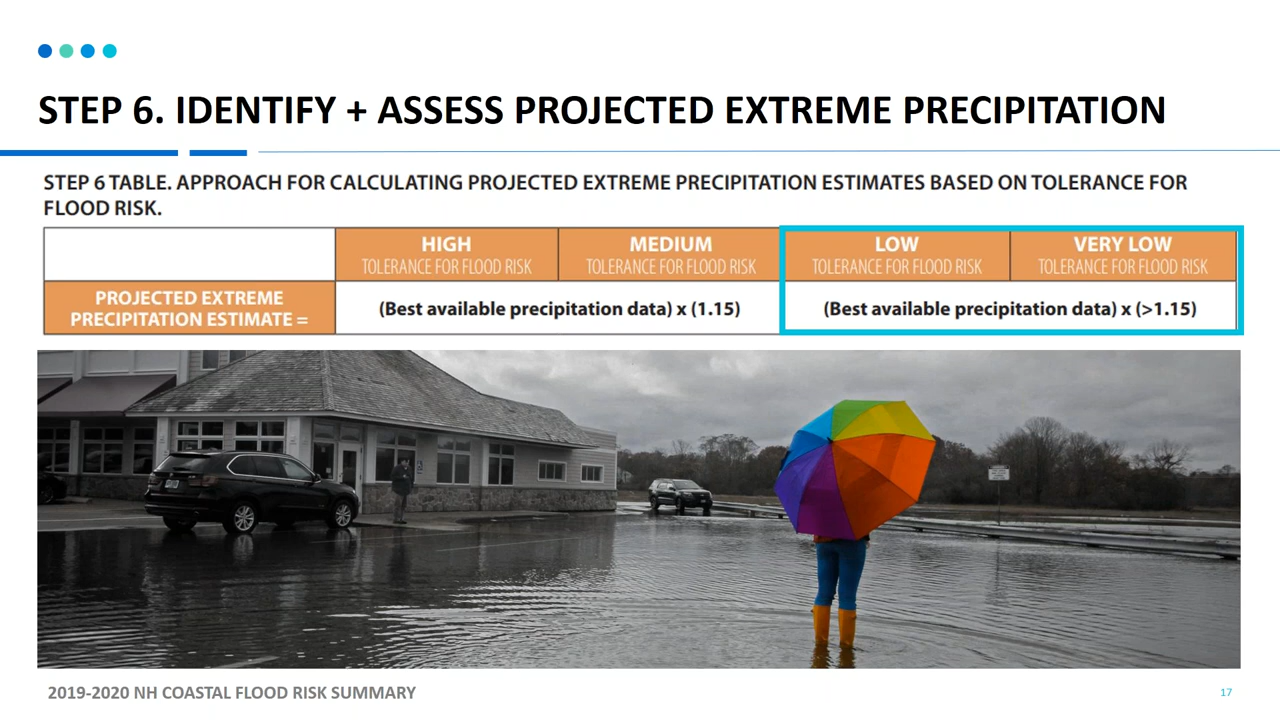 STEP 6. IDENTIFY + ASSESS PROJECTED EXTREME PRECIPITATION
STEP 6 TABLE. APPROACH FOR CALCULATING PROJECTED EXTREME PRECIPITATION ESTIMATES BASED ON TOLERANCE FOR
FLOOD RISK.
HIGH
TOLERANCE FOR FLOOD RISK
MEDIUM
TOLERANCE FOR FLOOD RISK
LOW
TOLERANCE FOR FLOOD RISK
VERY LOW
TOLERANCE FOR FLOOD RISK
PROJECTED EXTREME
PRECIPITATION ESTIMATE =
(Best available precipitation data) x (1.15)
(Best available precipitation data) x (>1.15)
2019-2020 NH COASTAL FLOOD RISK SUMMARY
17